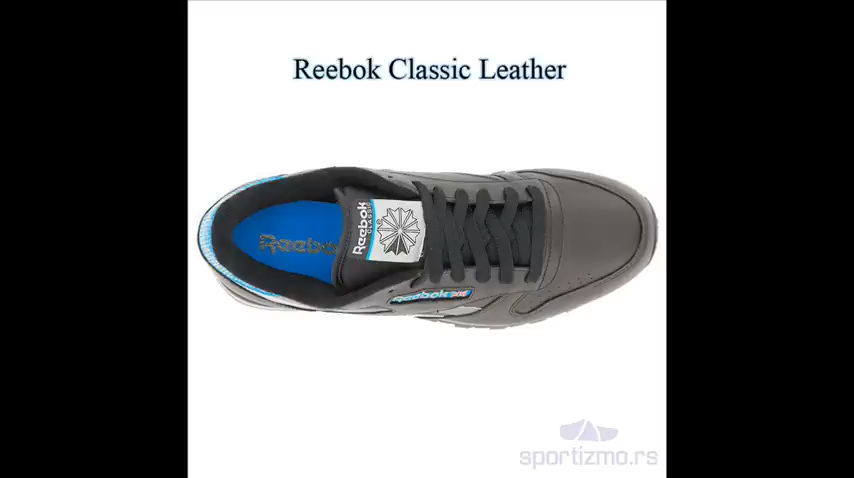 Reebok Classic Leather
Reebok
Reebok
CLASSIC
Reebok
sportizmo.rs